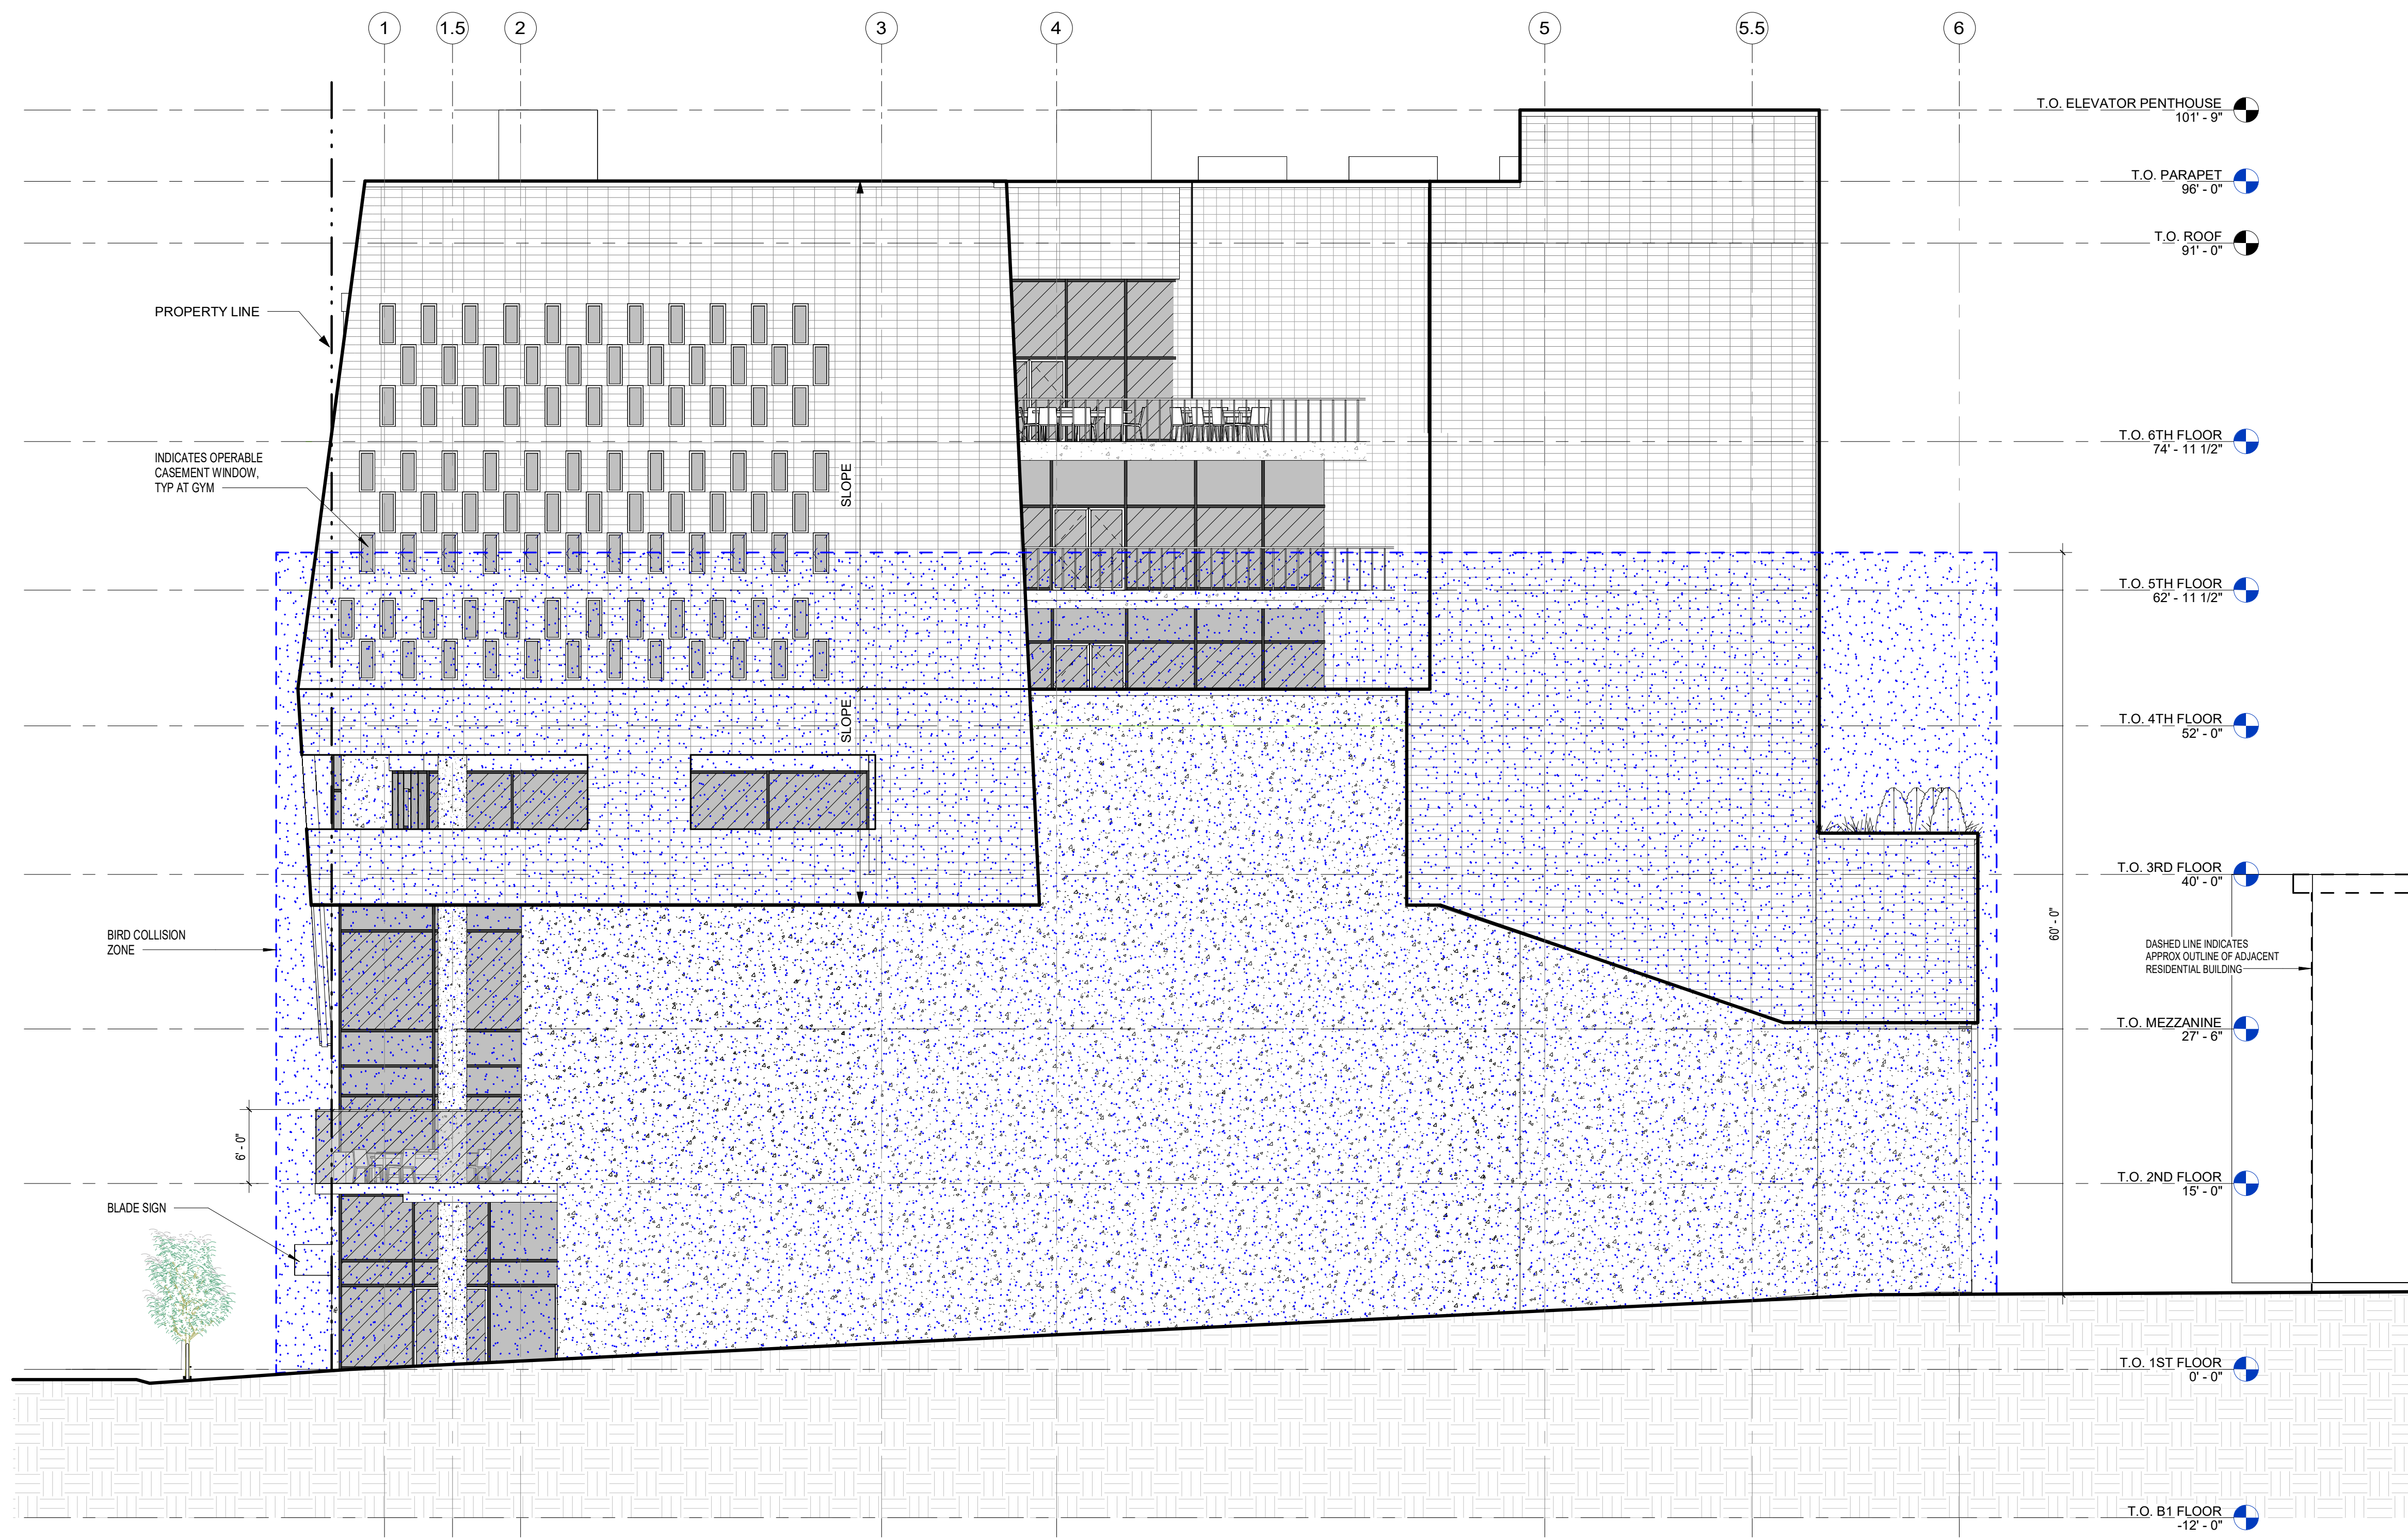 1
1.5
2
3
4
5
5.5
6
T.O. ELEVATOR PENTHOUSE
101' - 9"
T.O. PARAPET
96' - 0"
T.O. ROOF
91' - 0"
PROPERTY LINE
INDICATES OPERABLE
CASEMENT WINDOW,
TYP AT GYM
SLOPE
T.O. 6TH FLOOR
74' - 11 1/2"
T.O. 5TH FLOOR
62' - 11 1/2"
SLOPE
T.O. 4TH FLOOR
52' - 0"
T.O. 3RD FLOOR
40' - 0"
BIRD COLLISION
ZONE
60' - 0"
DASHED LINE INDICATES
APPROX OUTLINE OF ADJACENT
RESIDENTIAL BUILDING
T.O. MEZZANINE
27' - 6"
6' - 0"
T.O. 2ND FLOOR
15' - 0"
BLADE SIGN
T.O. 1ST FLOOR
0' - 0"
T.O. B1 FLOOR
-12' - 0"